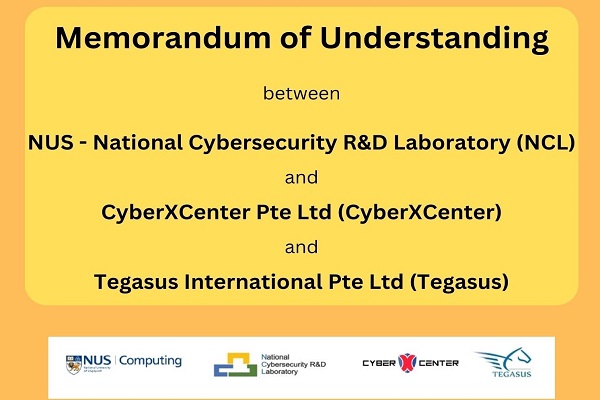 Memorandum of Understanding
between
NUS - National Cybersecurity R&D Laboratory (NCL)
and
CyberXCenter Pte Ltd (CyberXCenter)
and
Tegasus International Pte Ltd (Tegasus)
NUS | Computing
National University of Singapore
National
Cybersecurity R&D
Laboratory
CYBER X CENTER
TEGASUS